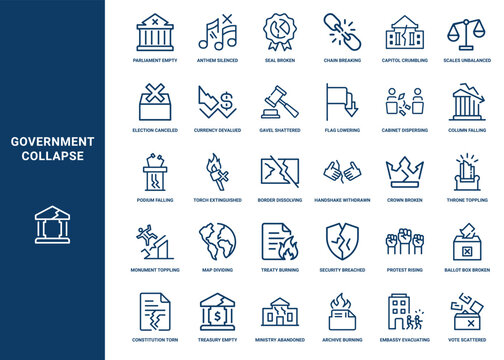 GOVERNMENT
COLLAPSE
PARLIAMENT EMPTY
ANTHEM SILENCED
SEAL BROKEN
CHAIN BREAKING
CAPITOL CRUMBLING
SCALES UNBALANCED
ELECTION CANCELED
CURRENCY DEVALUED
GAVEL SHATTERED
FLAG LOWERING
CABINET DISPERSING
COLUMN FALLING
PODIUM FALLING
TORCH EXTINGUISHED
BORDER DISSOLVING
HANDSHAKE WITHDRAWN
CROWN BROKEN
THRONE TOPPLING
MONUMENT TOPPLING
MAP DIVIDING
TREATY BURNING
SECURITY BREACHED
PROTEST RISING
BALLOT BOX BROKEN
CONSTITUTION TORN
TREASURY EMPTY
MINISTRY ABANDONED
ARCHIVE BURNING
EMBASSY EVACUATING
VOTE SCATTERED